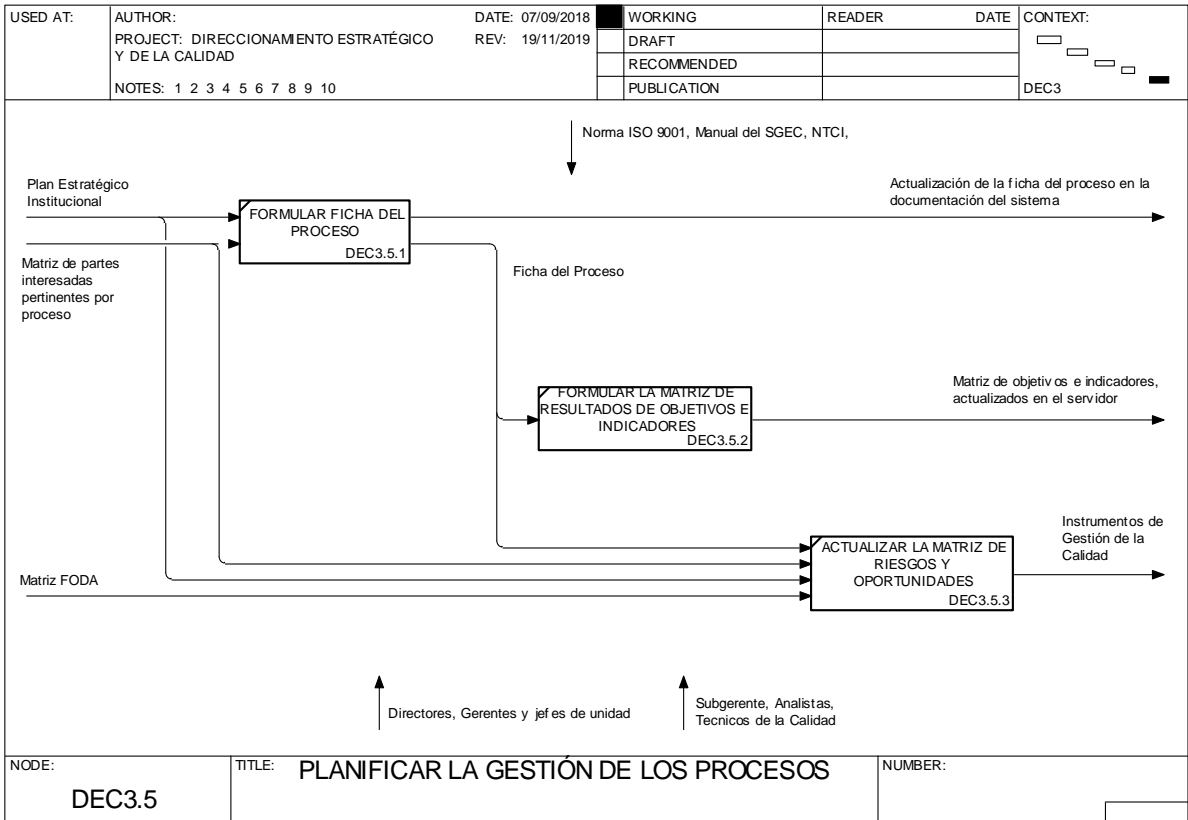 USED AT:
AUTHOR:
DATE: 07/09/2018
PROJECT: DIRECCIONAMIENTO ESTRATÉGICO
Y DE LA CALIDAD
REV: 19/11/2019
NOTES: 1 2 3 4 5 6 7 8 9 10
WORKING
DRAFT
RECOMMENDED
PUBLICATION
READER DATE
CONTEXT:
DEC3
Norma ISO 9001, Manual del SGEC, NTCI,
Plan Estratégico
Institucional
Actualización de la ficha del proceso en la
documentación del sistema
FORMULAR FICHA DEL
PROCESO
DEC3.5.1
Matriz de partes
interesadas
pertinentes por
proceso
Ficha del Proceso
FORMULAR LA MATRIZ DE
RESULTADOS DE OBJETIVOS E
INDICADORES
DEC3.5.2
Matriz de objetivos e indicadores,
actualizados en el servidor
ACTUALIZAR LA MATRIZ DE
RIESGOS Y
OPORTUNIDADES
DEC3.5.3
Instrumentos de
Gestión de la
Calidad
Matriz FODA
Directores, Gerentes y jefes de unidad
Subgerente, Analistas,
Tecnicos de la Calidad
NODE:
DEC3.5
TITLE: PLANIFICAR LA GESTIÓN DE LOS PROCESOS
NUMBER: